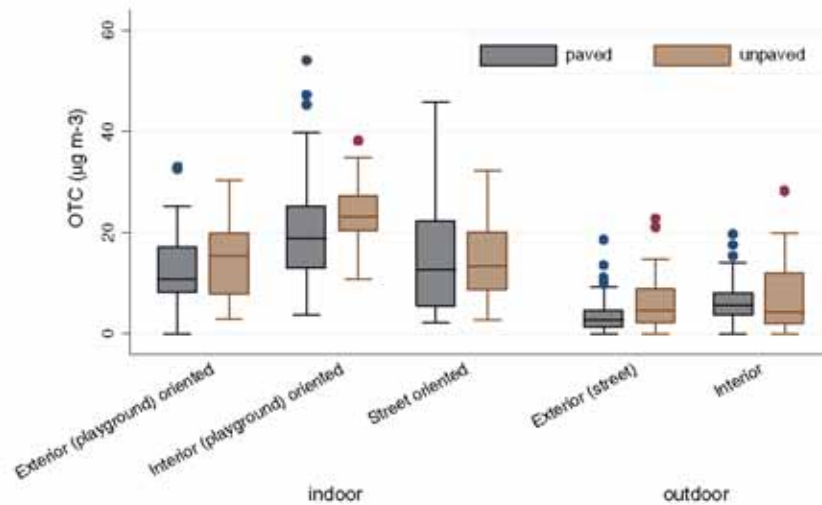 60
paved
unpaved
40
OTC (µg m-3)
20
0
Exterior (playground) oriented
Interior (playground) oriented
Street oriented
Exterior (street)
Interior
indoor
outdoor